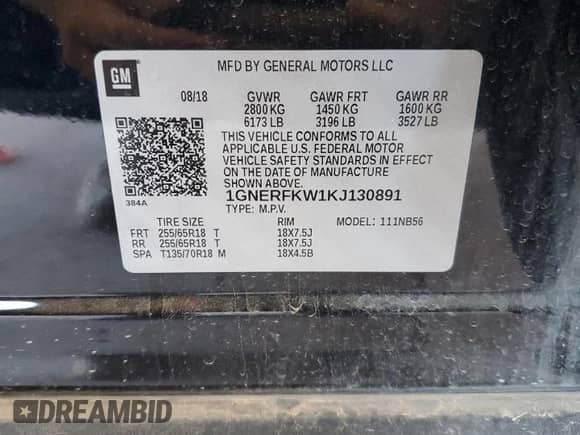 GM
MFD BY GENERAL MOTORS LLC
08/18 GVWR GAWR FRT GAWR RR
2800 KG 1450 KG 1600 KG
6173 LB 3196 LB 3527 LB
THIS VEHICLE CONFORMS TO ALL
APPLICABLE U.S. FEDERAL MOTOR
VEHICLE SAFETY STANDARDS IN EFFECT
ON THE DATE OF MANUFACTURE
SHOWN ABOVE.
384A
1GNERFKW1KJ130891
TYPE: M.P.V.
TIRE SIZE RIM MODEL: 111NB56
FRT 255/65R18 T 18X7.5J
RR 255/65R18 T 18X7.5J
SPA T135/70R18 M 18X4.5B
DREAMBID